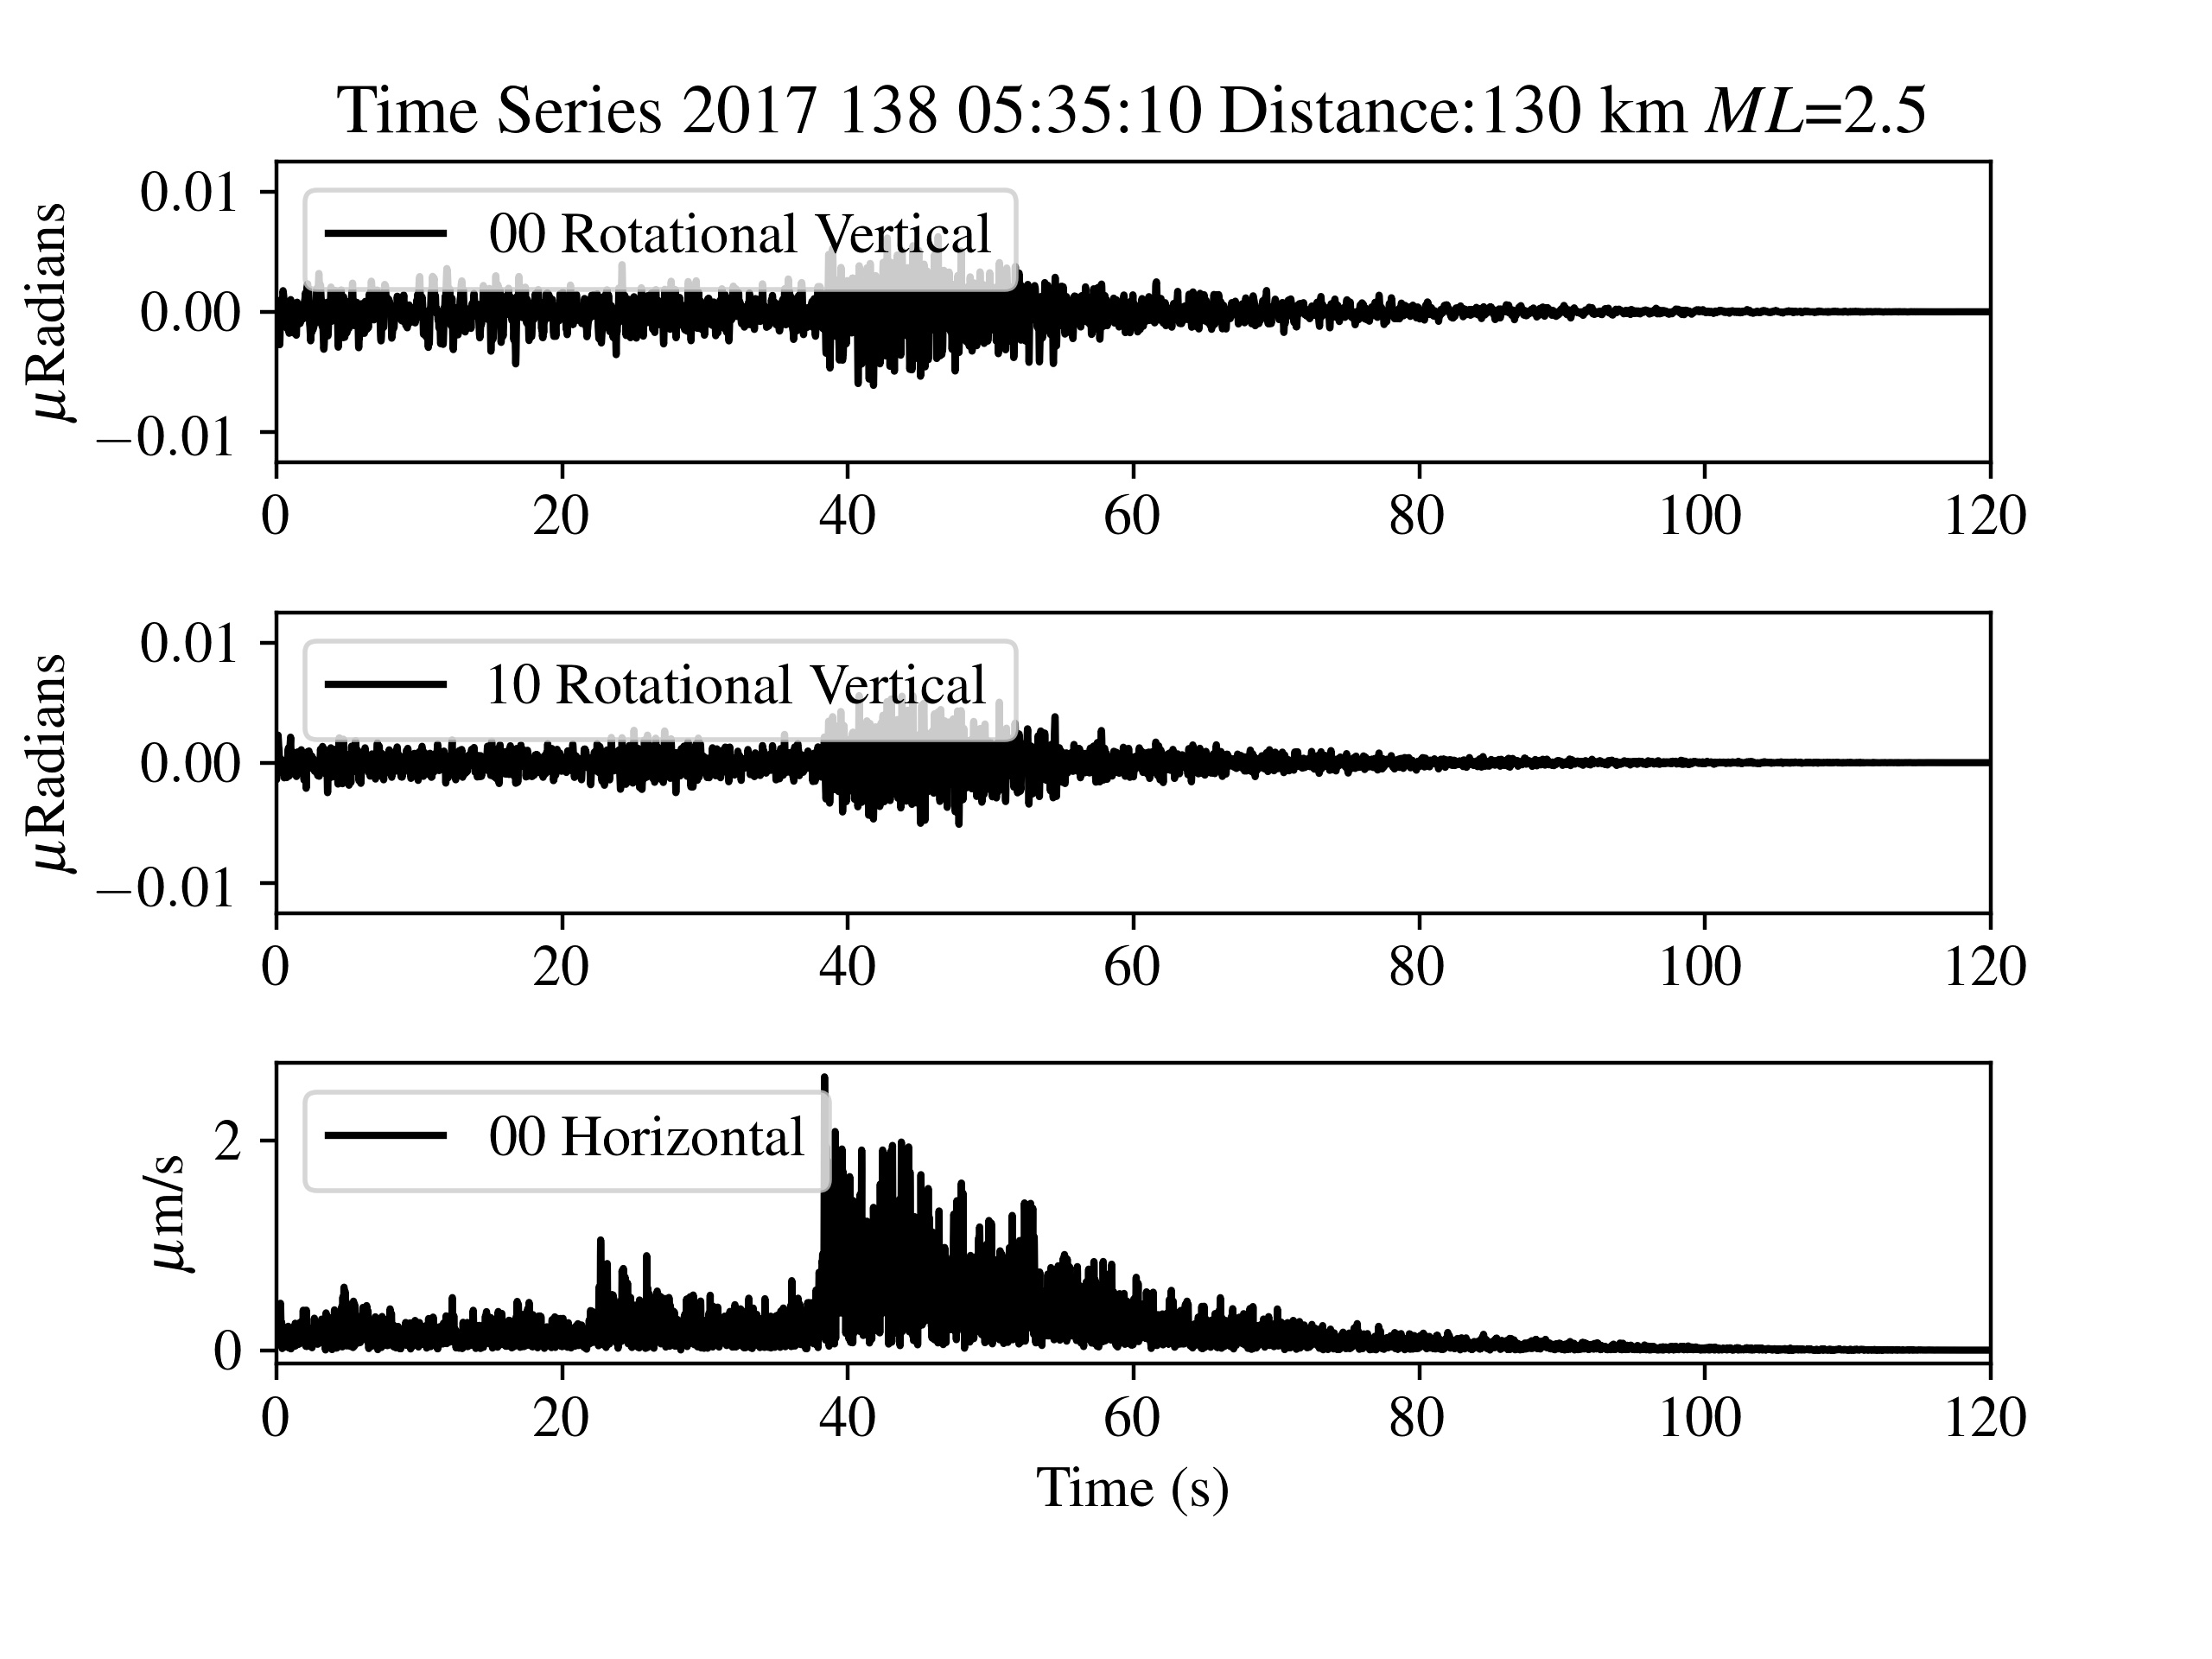 Time Series 2017 138 05:35:10 Distance:130 km ML=2.5
0.01
00 Rotational Vertical
μRadians
0.00
−0.01
0 20 40 60 80 100 120
0.01
10 Rotational Vertical
μRadians
0.00
−0.01
0 20 40 60 80 100 120
00 Horizontal
2
μm/s
0
0 20 40 60 80 100 120
Time (s)